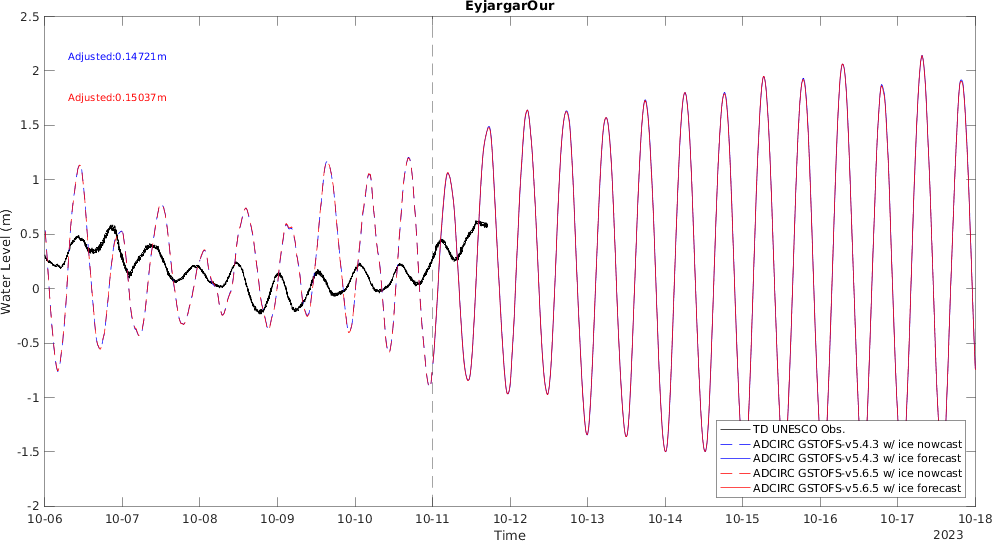 EyjargarOur
Adjusted:0.14721m
Adjusted:0.15037m
Water Level (m)
2.5
2
1.5
1
0.5
0
-0.5
-1
-1.5
-2
TD UNESCO Obs.
ADCIRC GSTOFS-v5.4.3 w/ ice nowcast
ADCIRC GSTOFS-v5.4.3 w/ ice forecast
ADCIRC GSTOFS-v5.6.5 w/ ice nowcast
ADCIRC GSTOFS-v5.6.5 w/ ice forecast
10-06 10-07 10-08 10-09 10-10 10-11 10-12 10-13 10-14 10-15 10-16 10-17 10-18
Time
2023